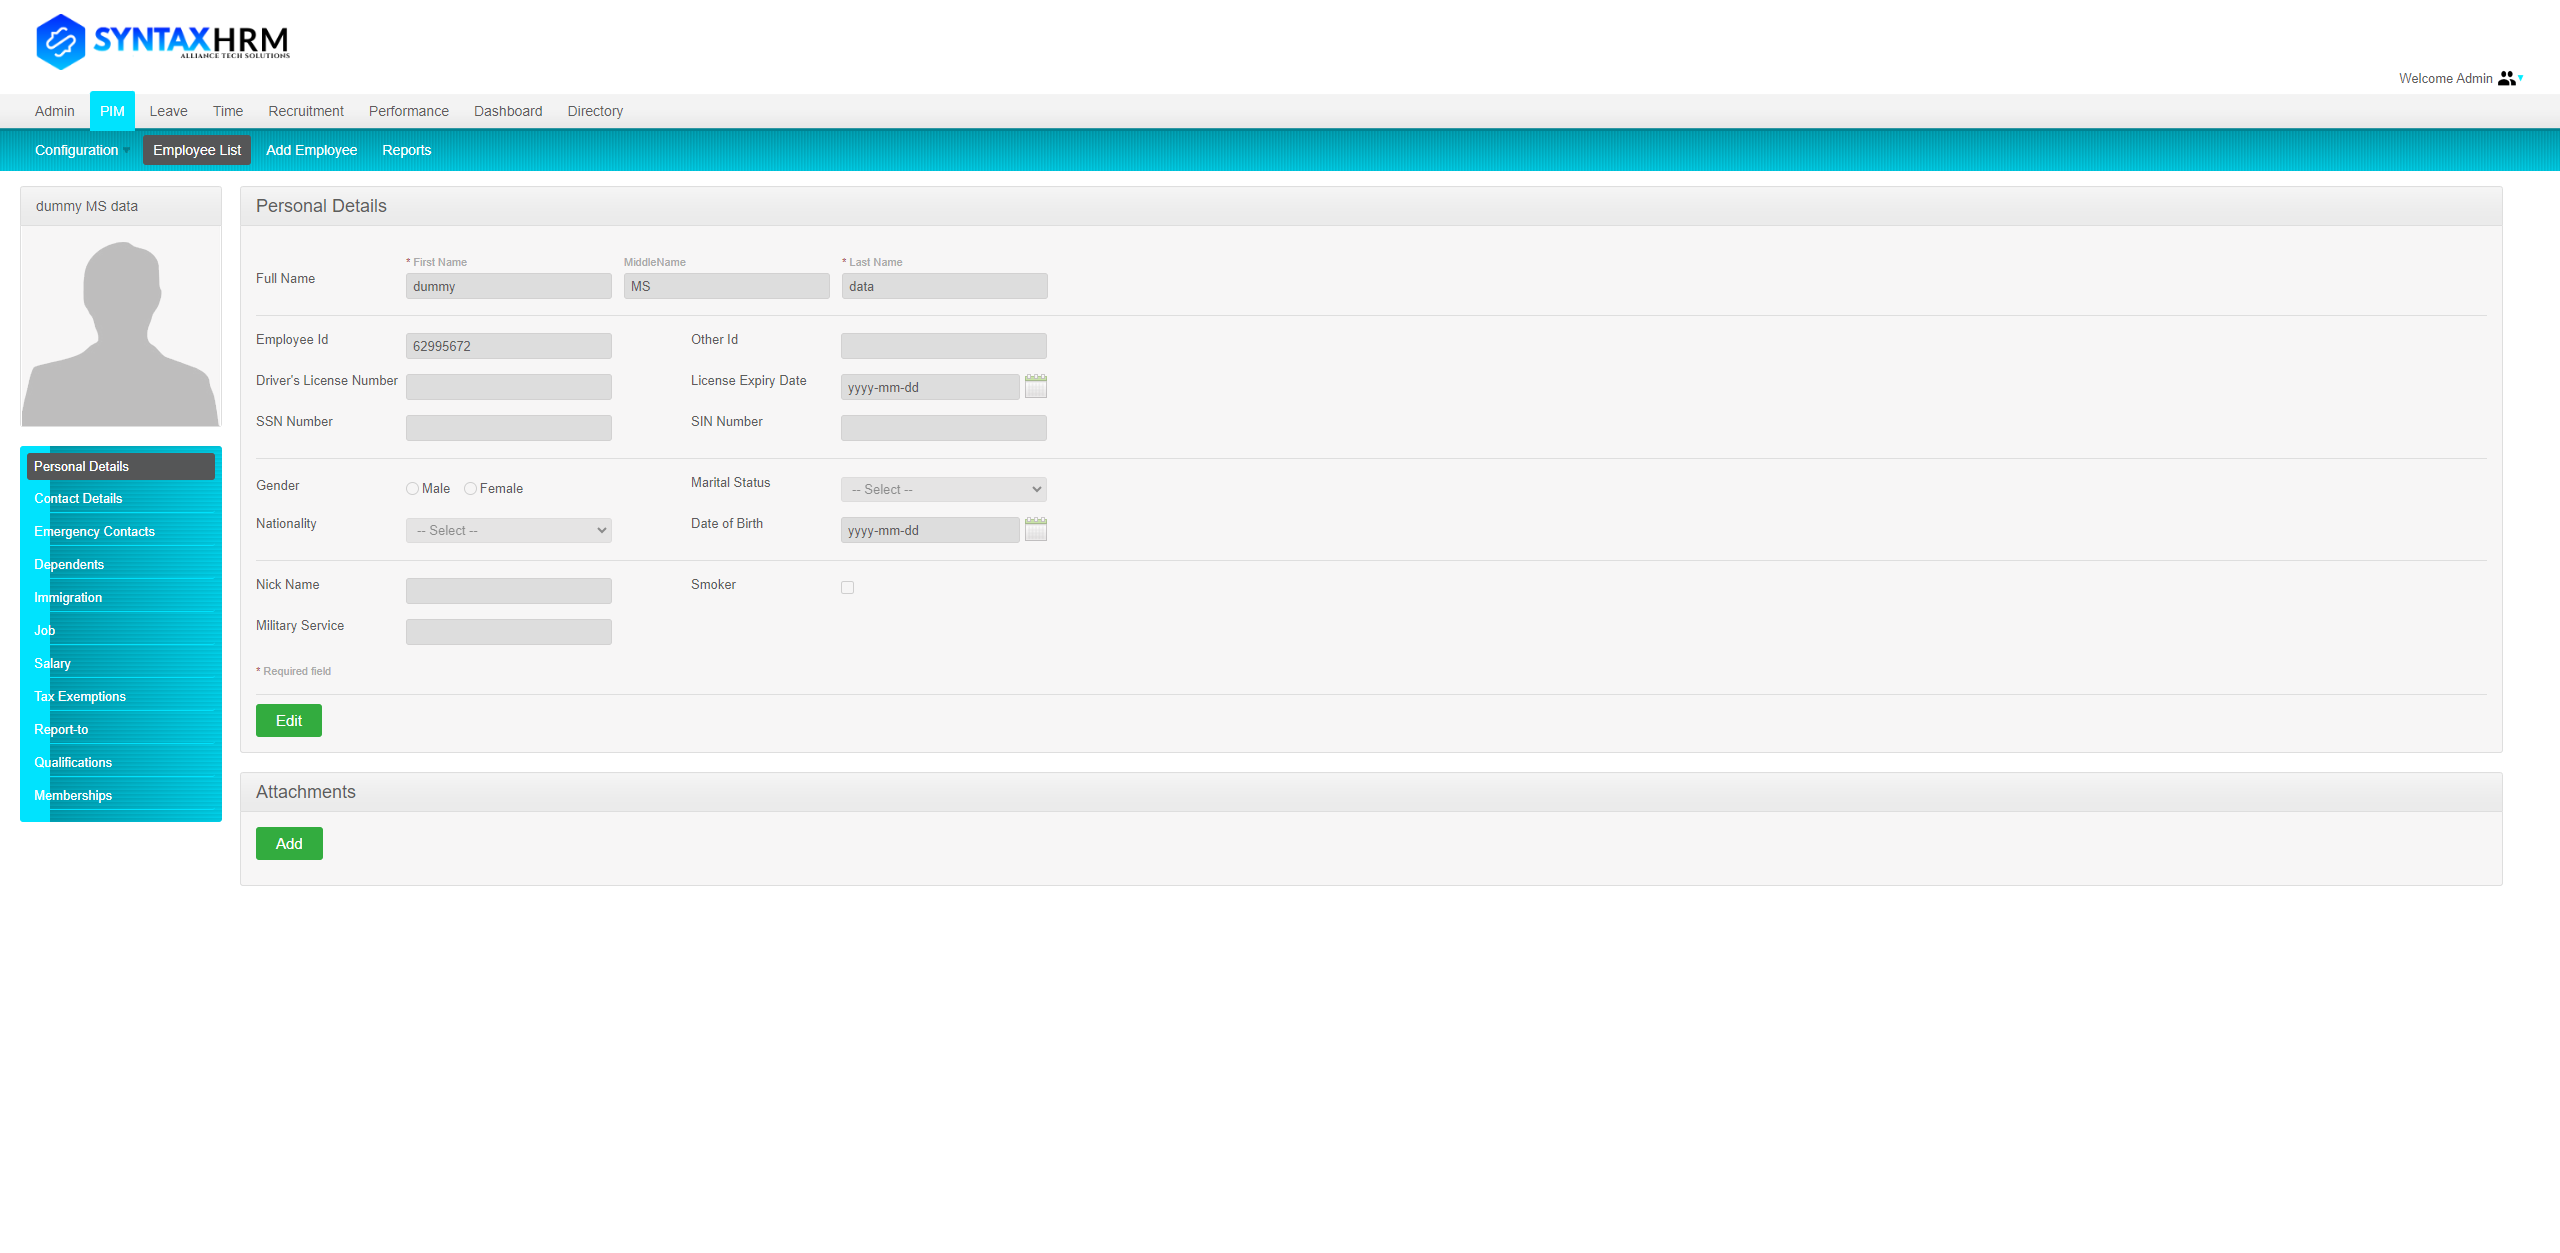 SYNTAXHRM
ALLIANCE TECH SOLUTIONS
Welcome Admin
Admin PIM Leave Time Recruitment Performance Dashboard Directory
Configuration Employee List Add Employee Reports
dummy MS data
Personal Details
Contact Details
Emergency Contacts
Dependents
Immigration
Job
Salary
Tax Exemptions
Report-to
Qualifications
Memberships
Personal Details
* First Name MiddleName * Last Name
Full Name dummy MS data
Employee Id 62995672 Other Id
Driver's License Number License Expiry Date yyyy-mm-dd
SSN Number SIN Number
Gender Male Female Marital Status -- Select --
Nationality -- Select -- Date of Birth yyyy-mm-dd
Nick Name Smoker
Military Service
* Required field
Edit
Attachments
Add